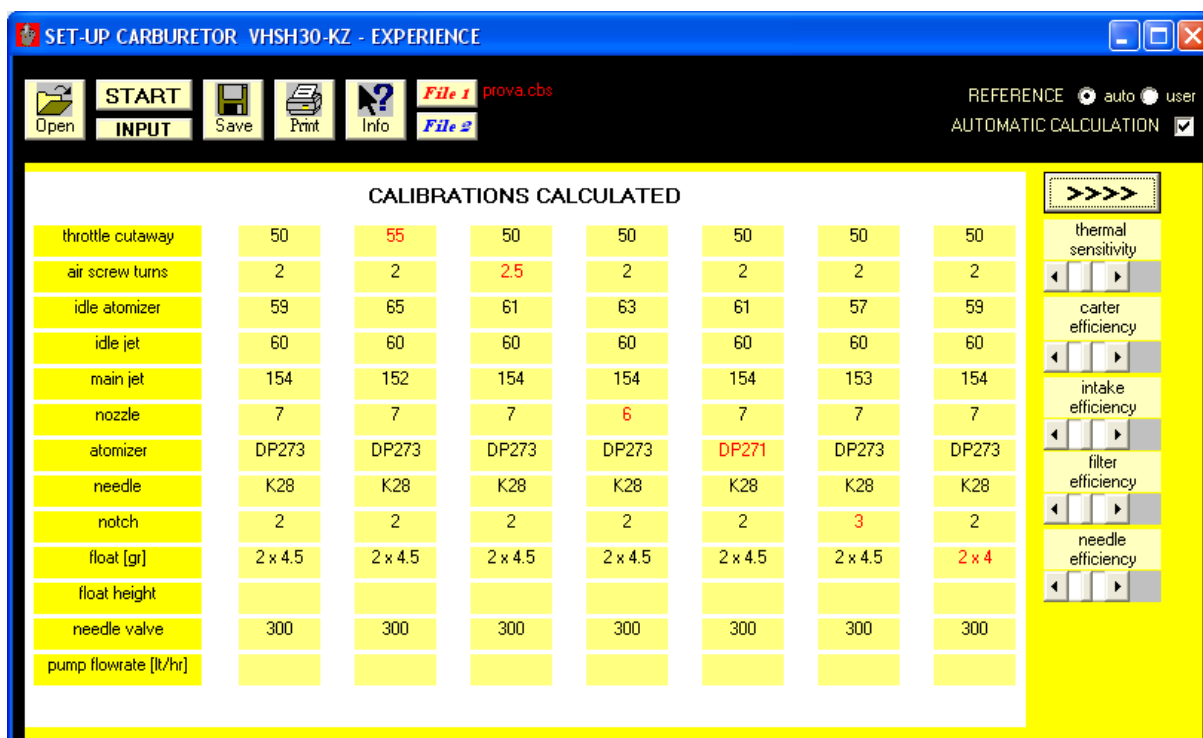 SET-UP CARBURETOR VHSH30-KZ - EXPERIENCE
Open
START
INPUT
Save
Print
Info
File 1
prova.cbs
File 2
REFERENCE auto user
AUTOMATIC CALCULATION
CALIBRATIONS CALCULATED
throttle cutaway 50 55 50 50 50 50 50
air screw turns 2 2 2.5 2 2 2 2
idle atomizer 59 65 61 63 61 57 59
idle jet 60 60 60 60 60 60 60
main jet 154 152 154 154 154 153 154
nozzle 7 7 7 6 7 7 7
atomizer DP273 DP273 DP273 DP273 DP271 DP273 DP273
needle K28 K28 K28 K28 K28 K28 K28
notch 2 2 2 2 2 3 2
float [gr] 2 x 4.5 2 x 4.5 2 x 4.5 2 x 4.5 2 x 4.5 2 x 4.5 2 x 4
float height
needle valve 300 300 300 300 300 300 300
pump flowrate [lt/hr]
>>>>
thermal
sensitivity
carter
efficiency
intake
efficiency
filter
efficiency
needle
efficiency